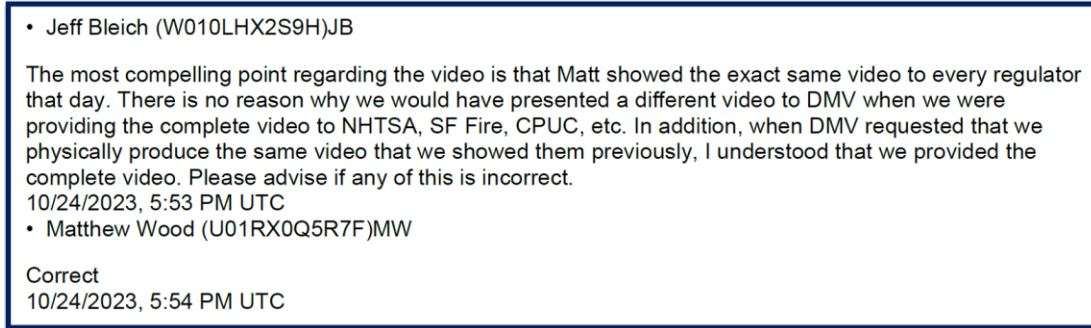 • Jeff Bleich (W010LHX2S9H)JB
The most compelling point regarding the video is that Matt showed the exact same video to every regulator
that day. There is no reason why we would have presented a different video to DMV when we were
providing the complete video to NHTSA, SF Fire, CPUC, etc. In addition, when DMV requested that we
physically produce the same video that we showed them previously, I understood that we provided the
complete video. Please advise if any of this is incorrect.
10/24/2023, 5:53 PM UTC
• Matthew Wood (U01RX0Q5R7F)MW
Correct
10/24/2023, 5:54 PM UTC